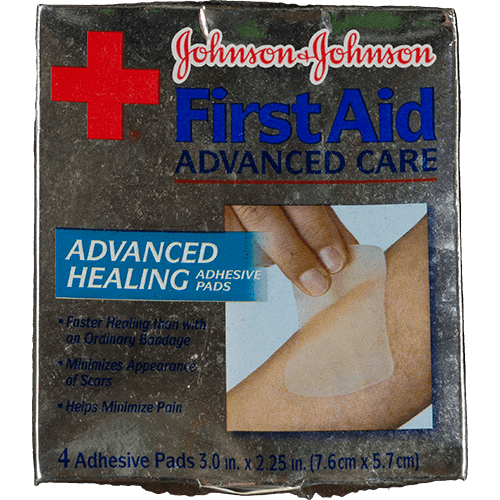 Johnson & Johnson
First Aid
ADVANCED CARE
ADVANCED
HEALING ADHESIVE
PADS
• Faster Healing than with
an Ordinary Bandage
• Minimizes Appearance
of Scars
• Helps Minimize Pain
4 Adhesive Pads 3.0 in. x 2.25 in. (7.6cm x 5.7cm)